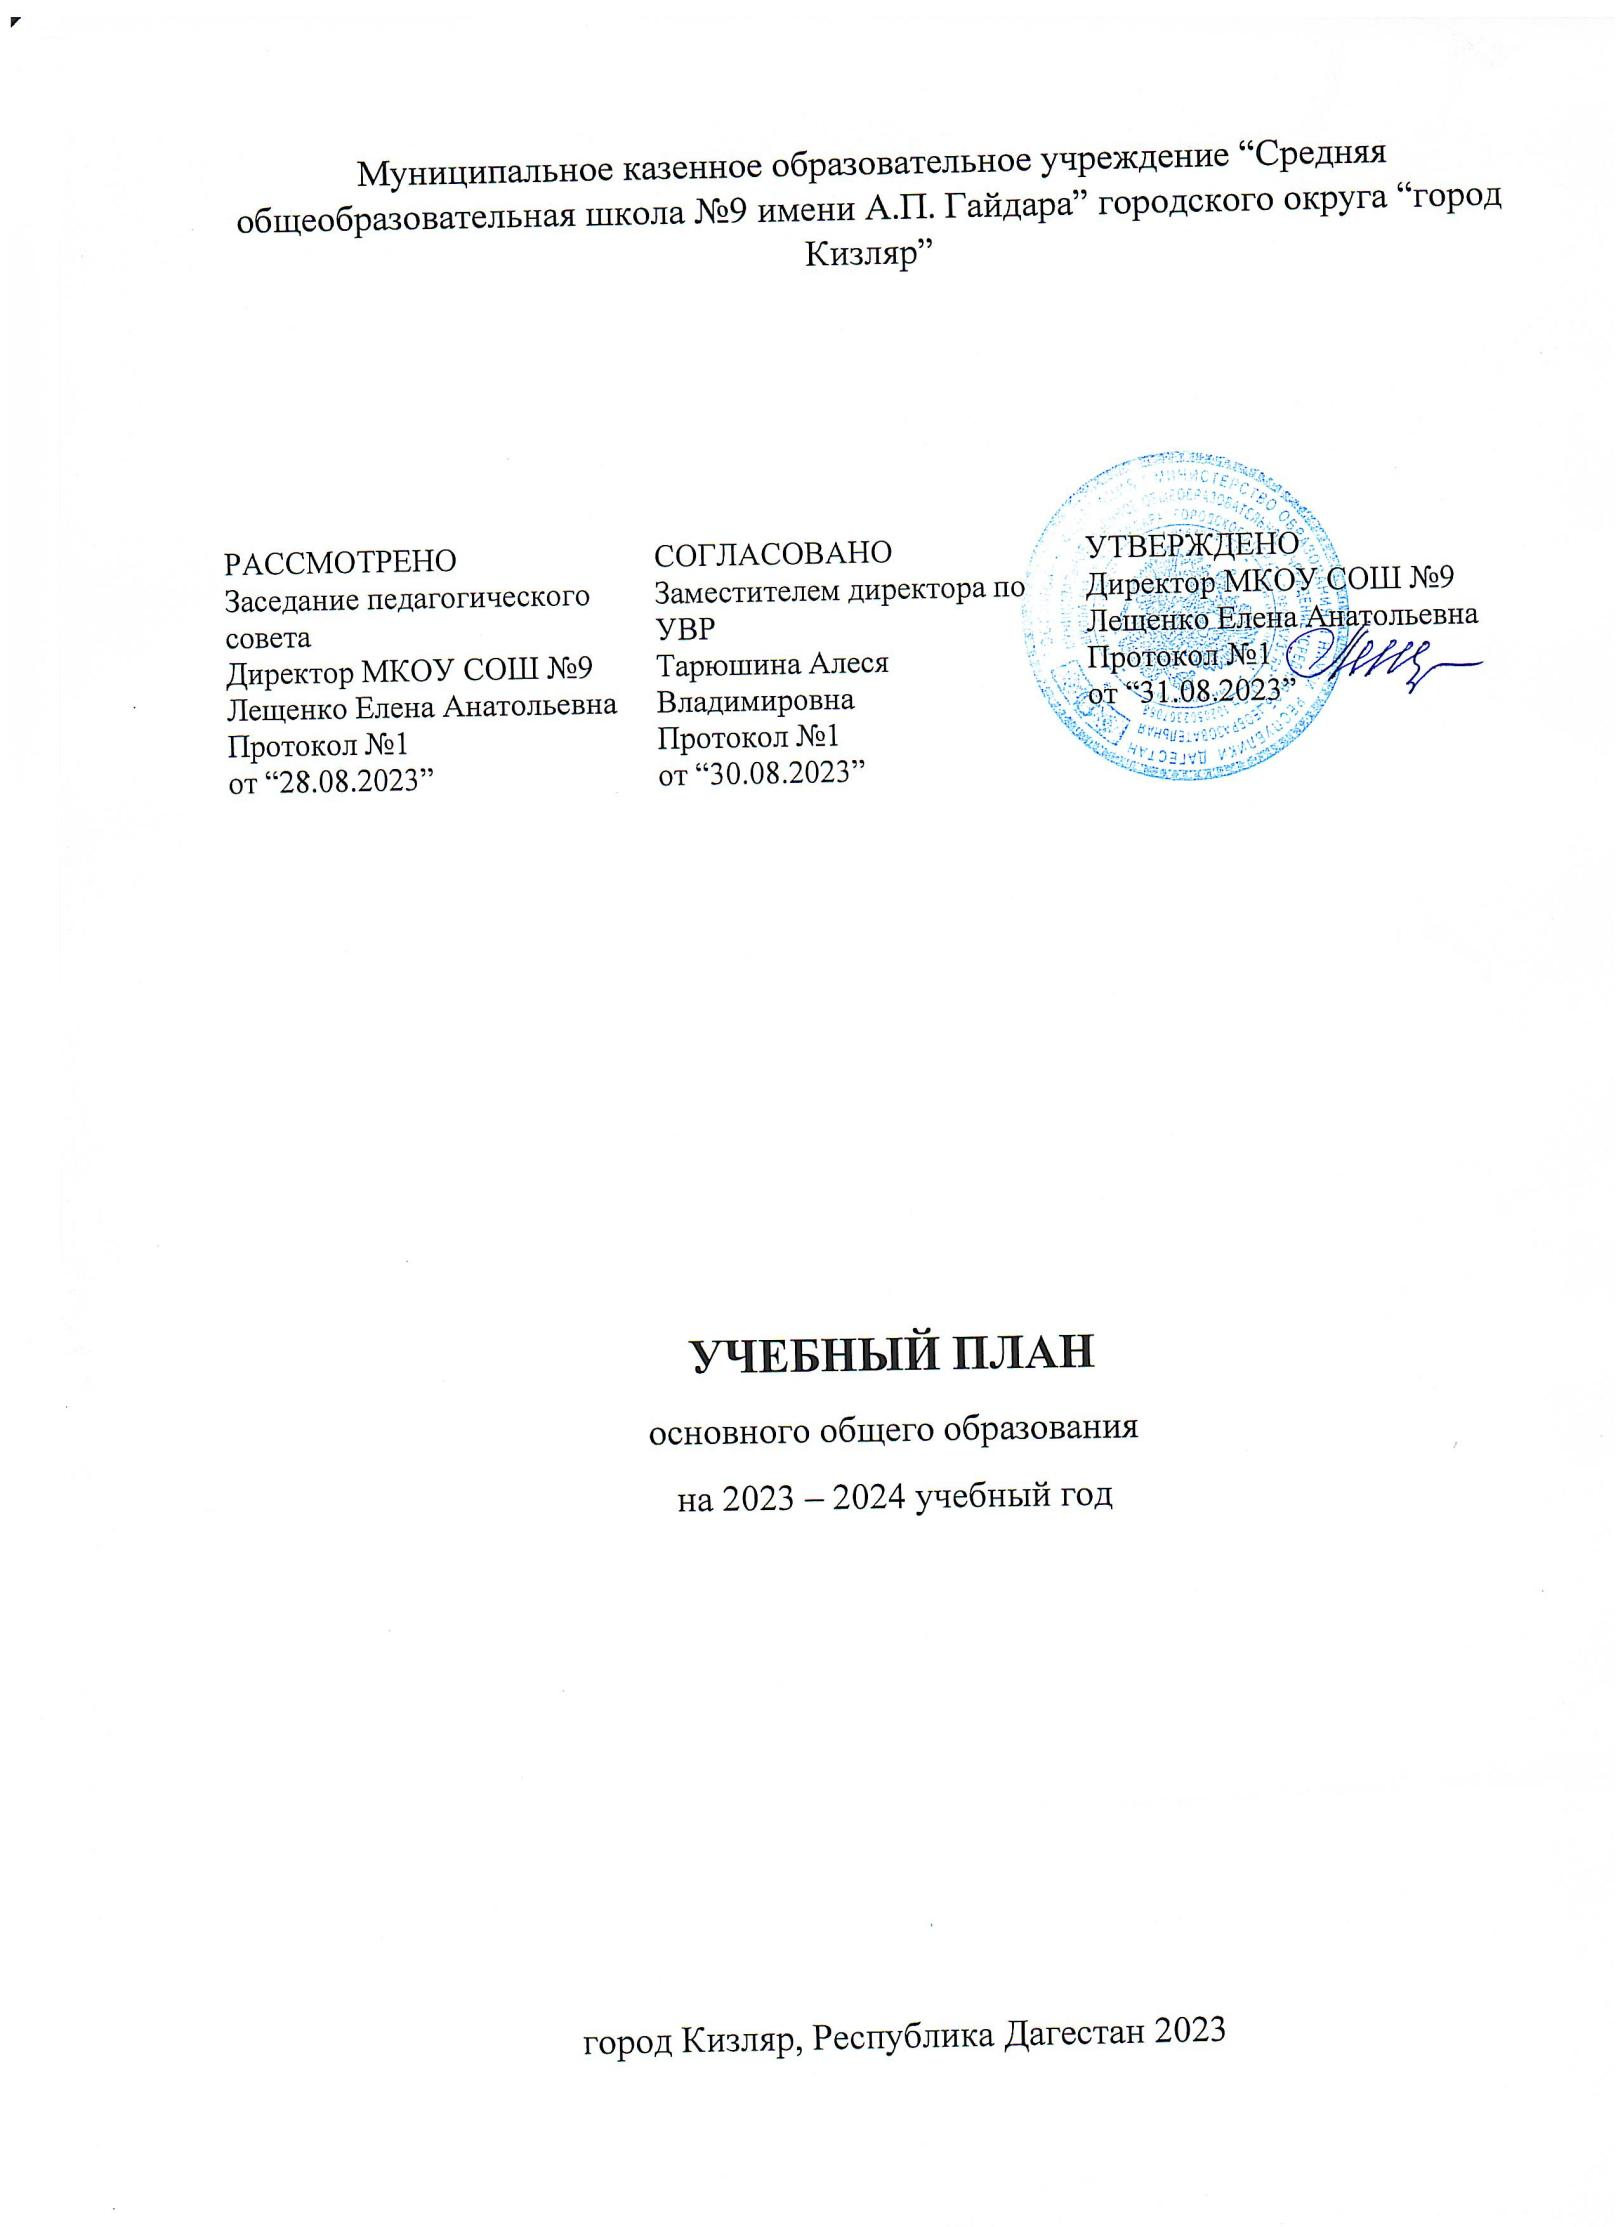 Муниципальное казенное образовательное учреждение “Средняя
общеобразовательная школа №9 имени А.П. Гайдара” городского округа “город
Кизляр”
РАССМОТРЕНО
Заседание педагогического
совета
Директор МКОУ СОШ №9
Лещенко Елена Анатольевна
Протокол №1
от “28.08.2023”
СОГЛАСОВАНО
Заместителем директора по
УВР
Тарюшина Алеся
Владимировна
Протокол №1
от “30.08.2023”
УТВЕРЖДЕНО
Директор МКОУ СОШ №9
Лещенко Елена Анатольевна
Протокол №1
от “31.08.2023”
МИНИСТЕРСТВО
РЕСПУБЛИКИ ДАГЕСТАН
УЧЕБНЫЙ ПЛАН
основного общего образования
на 2023 – 2024 учебный год
город Кизляр, Республика Дагестан 2023